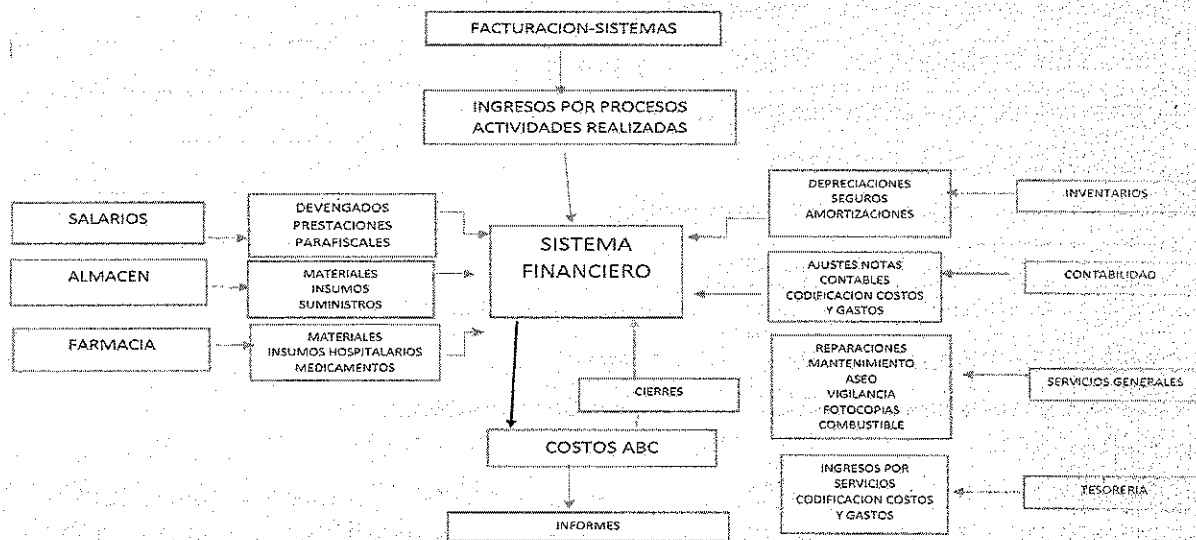 FACTURACION-SISTEMAS
INGRESOS POR PROCESOS
ACTIVIDADES REALIZADAS
SALARIOS
DEVENGADOS
PRESTACIONES
PARAFISCALES
ALMACEN
MATERIALES
INSUMOS
SUMINISTROS
FARMACIA
MATERIALES
INSUMOS HOSPITALARIOS
MEDICAMENTOS
SISTEMA
FINANCIERO
DEPRECIACIONES
SEGUROS
AMORTIZACIONES
INVENTARIOS
AJUSTES NOTAS
CONTABLES
CODIFICACION COSTOS
Y GASTOS
CONTABILIDAD
REPARACIONES
MANTENIMIENTO
ASEO
VIGILANCIA
FOTOCOPIAS
COMBUSTIBLE
SERVICIOS GENERALES
CIERRES
COSTOS ABC
INGRESOS POR
SERVICIOS
CODIFICACION COSTOS
Y GASTOS
TESORERIA
INFORMES